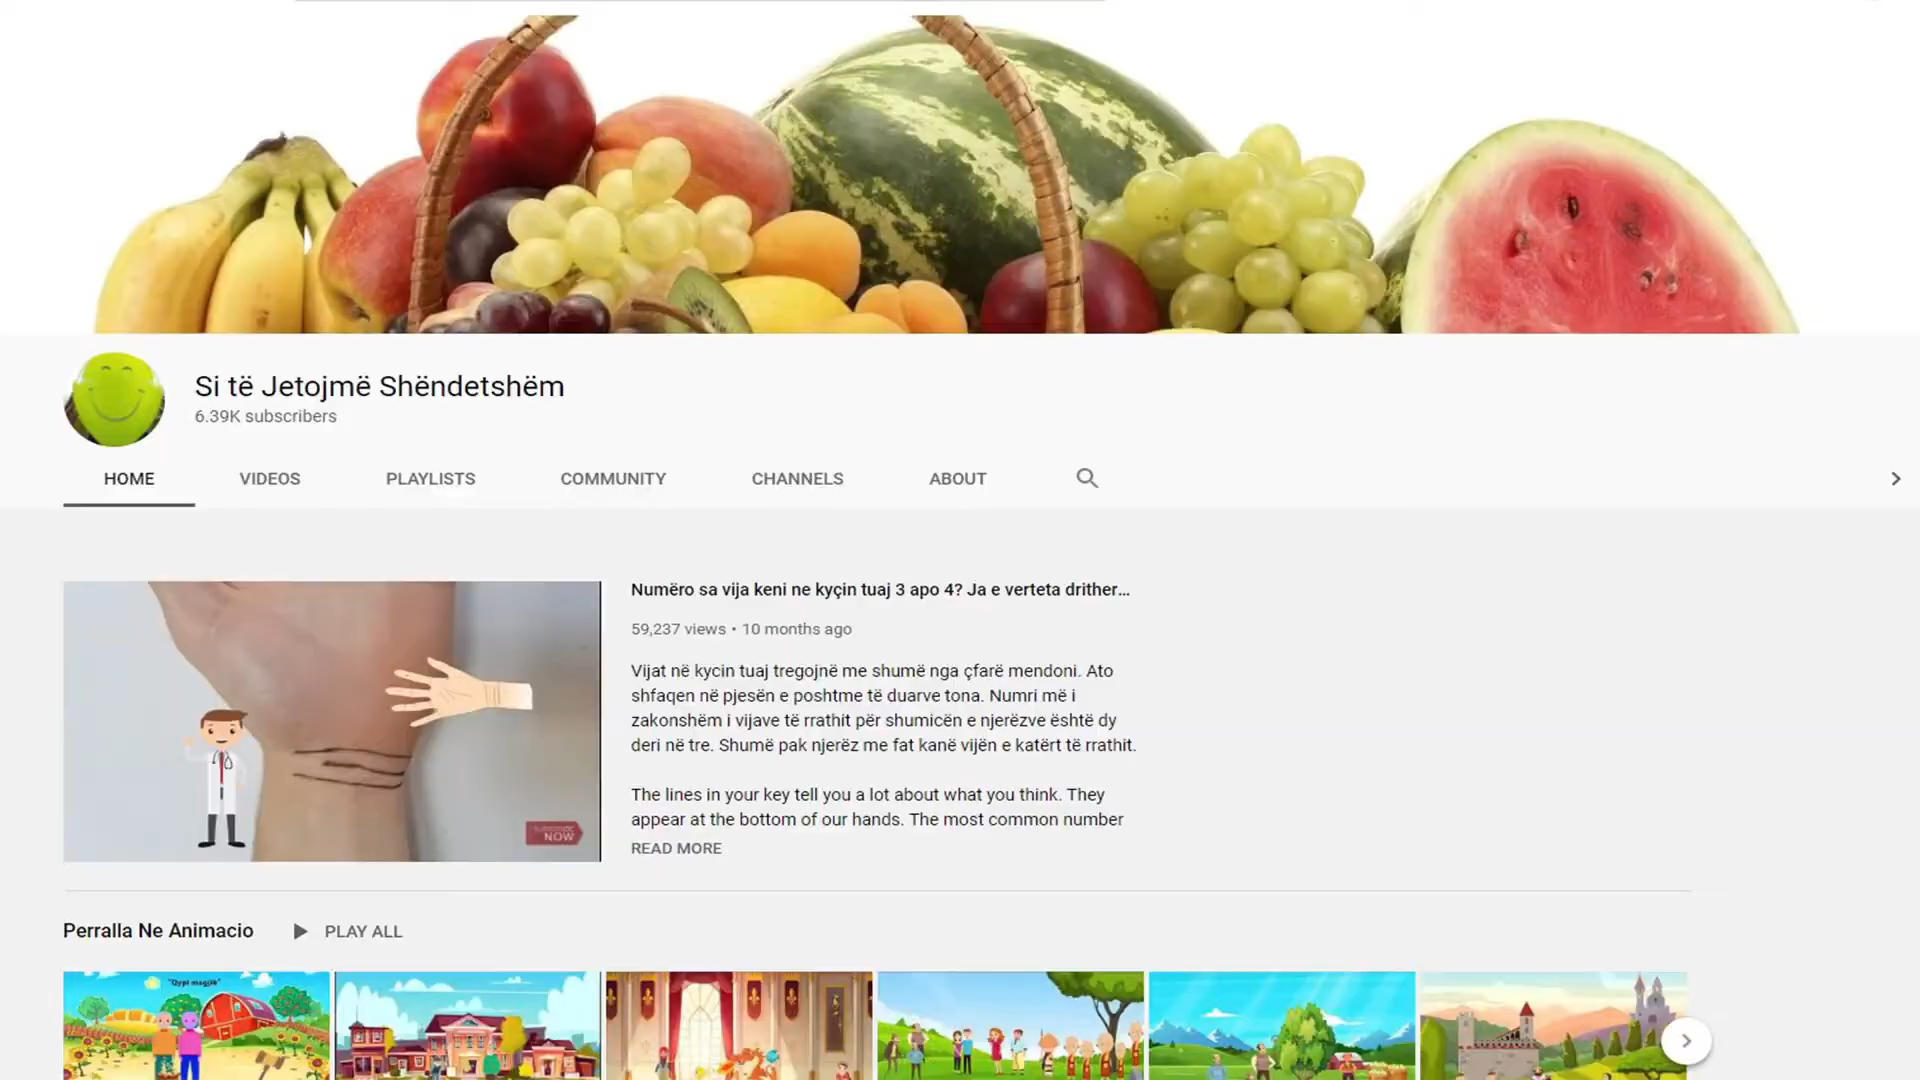 Si të Jetojmë Shëndetshëm
6.39K subscribers
HOME
VIDEOS
PLAYLISTS
COMMUNITY
CHANNELS
ABOUT
Numëro sa vija keni ne kyçin tuaj 3 apo 4? Ja e verteta drither...
59,237 views • 10 months ago
Vijat në kycin tuaj tregojnë me shumë nga çfarë mendoni. Ato
shfaqen në pjesën e poshtme të duarve tona. Numri më i
zakonshëm i vijave të rrathit për shumicën e njerëzve është dy
deri në tre. Shumë pak njerëz me fat kanë vijën e katërt të rrathit.
The lines in your key tell you a lot about what you think. They
appear at the bottom of our hands. The most common number
READ MORE
SUBSCRIBE
NOW
Perralla Ne Animacio
PLAY ALL